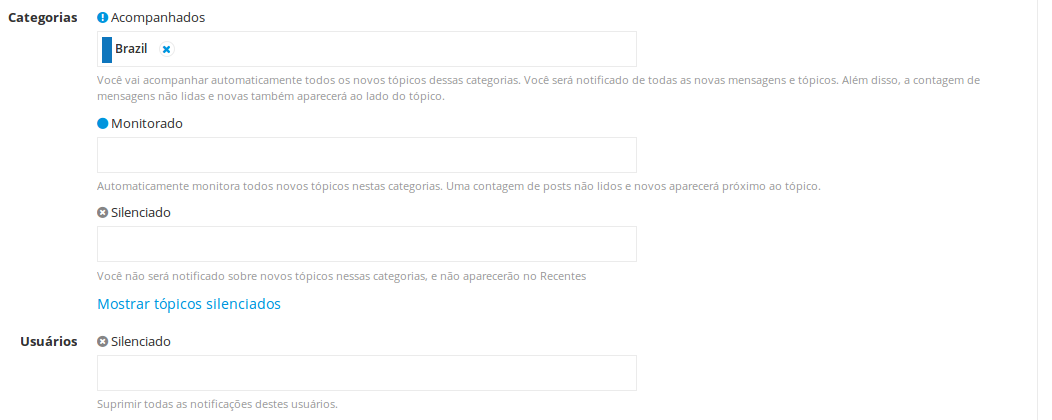 Categorias
Acompanhados
Brazil
Você vai acompanhar automaticamente todos os novos tópicos dessas categorias. Você será notificado de todas as novas mensagens e tópicos. Além disso, a contagem de
mensagens não lidas e novas também aparecerá ao lado do tópico.
Monitorado
Automaticamente monitora todos novos tópicos nestas categorias. Uma contagem de posts não lidos e novos aparecerá próximo ao tópico.
Silenciado
Você não será notificado sobre novos tópicos nessas categorias, e não aparecerão no Recentes
Mostrar tópicos silenciados
Usuários
Silenciado
Suprimir todas as notificações destes usuários.